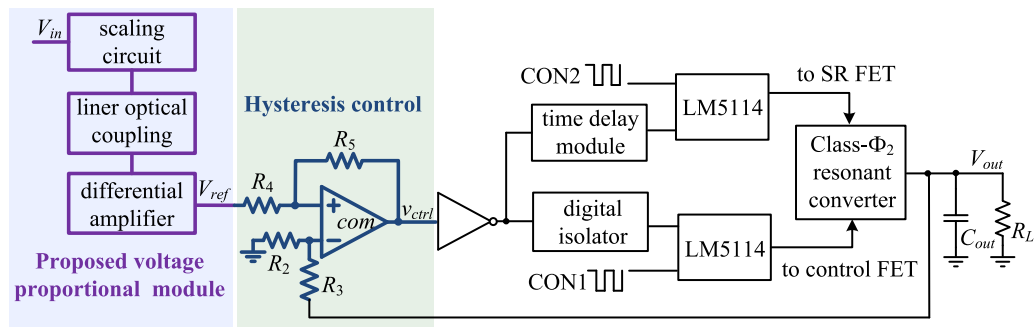 V_in
scaling
circuit
liner optical
coupling
differential
amplifier
V_ref
Proposed voltage
proportional module
Hysteresis control
R_5
R_4
+
com
−
v_ctrl
R_2
R_3
CON2
LM5114
to SR FET
time delay
module
digital
isolator
LM5114
CON1
to control FET
Class-Φ_2
resonant
converter
V_out
C_out
R_L